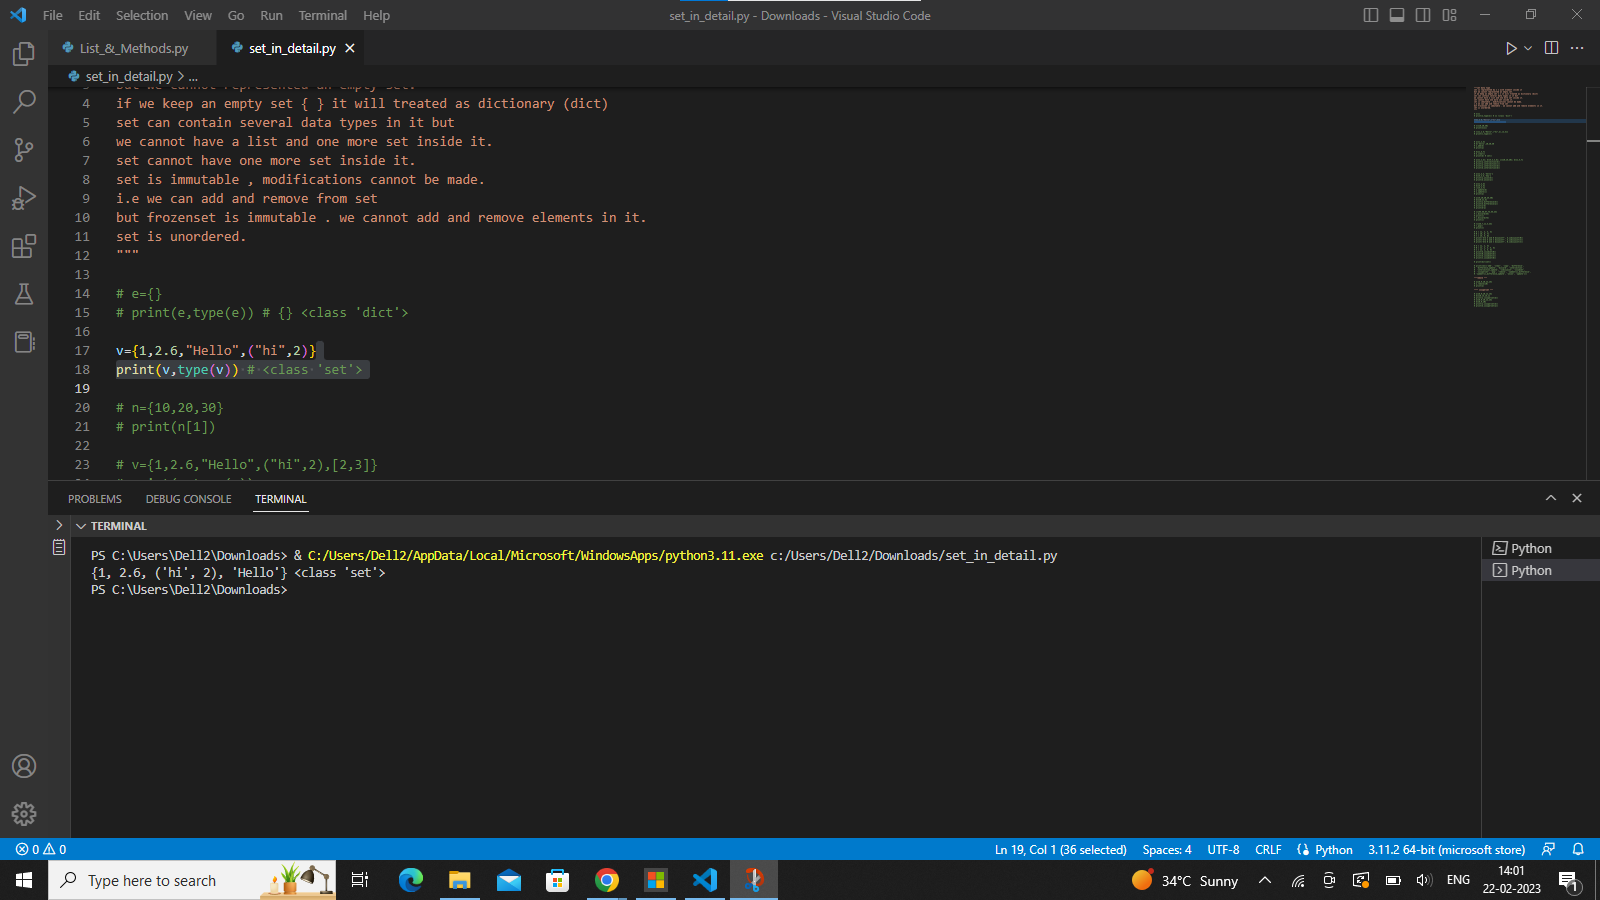 File Edit Selection View Go Run Terminal Help
set_in_detail.py - Downloads - Visual Studio Code
List_&_Methods.py
set_in_detail.py
set_in_detail.py > ...
3 but we cannot represented an empty set.
4 if we keep an empty set { } it will treated as dictionary (dict)
5 set can contain several data types in it but
6 we cannot have a list and one more set inside it.
7 set cannot have one more set inside it.
8 set is immutable , modifications cannot be made.
9 i.e we can add and remove from set
10 but frozenset is immutable . we cannot add and remove elements in it.
11 set is unordered.
12 """
13
14 # e={}
15 # print(e,type(e)) # {} <class 'dict'>
16
17 v={1,2.6,"Hello",("hi",2)}
18 print(v,type(v)) # <class 'set'>
19
20 # n={10,20,30}
21 # print(n[1])
22
23 # v={1,2.6,"Hello",("hi",2),[2,3]}
PROBLEMS DEBUG CONSOLE TERMINAL
TERMINAL
PS C:\Users\Dell2\Downloads> & C:/Users/Dell2/AppData/Local/Microsoft/WindowsApps/python3.11.exe c:/Users/Dell2/Downloads/set_in_detail.py
{1, 2.6, ('hi', 2), 'Hello'} <class 'set'>
PS C:\Users\Dell2\Downloads>
Python
Python
0 0
Ln 19, Col 1 (36 selected) Spaces: 4 UTF-8 CRLF Python 3.11.2 64-bit (microsoft store)
Type here to search
34°C Sunny
ENG
14:01
22-02-2023
1